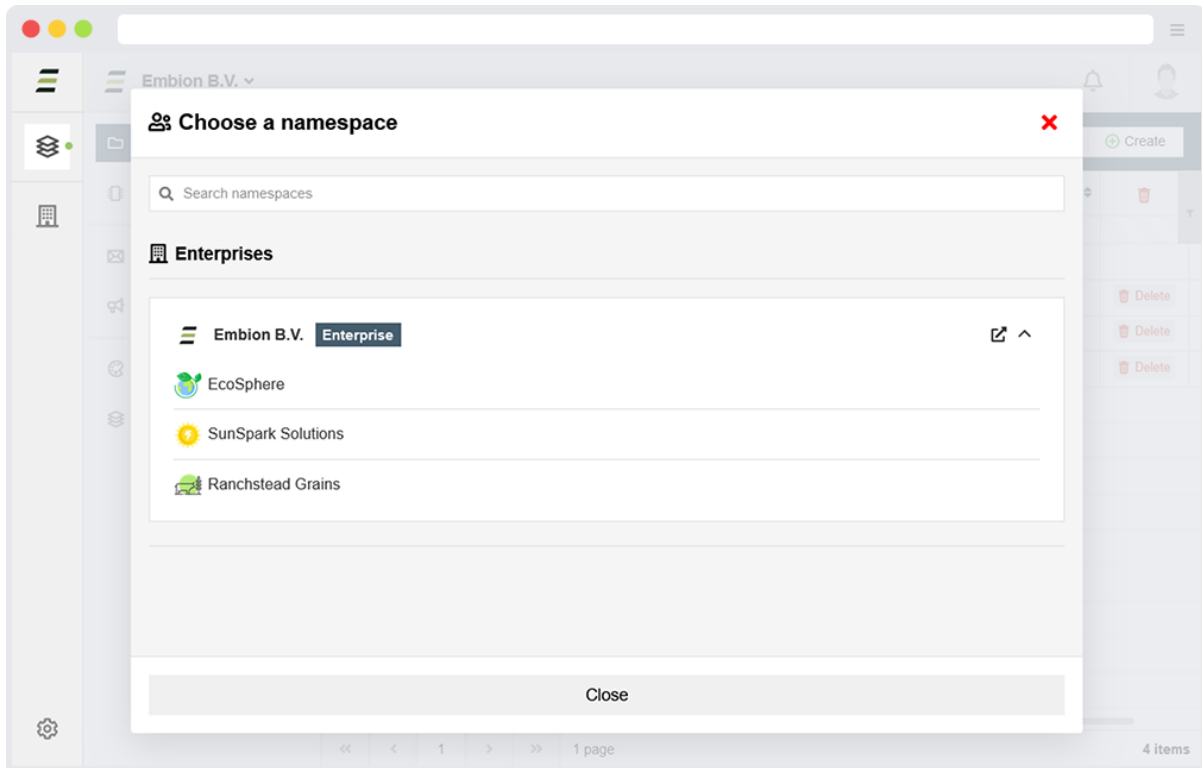 Embion B.V.
Choose a namespace
Create
Search namespaces
Enterprises
Embion B.V. Enterprise
Delete
EcoSphere
Delete
Delete
SunSpark Solutions
Ranchstead Grains
Close
1
1 page
4 items